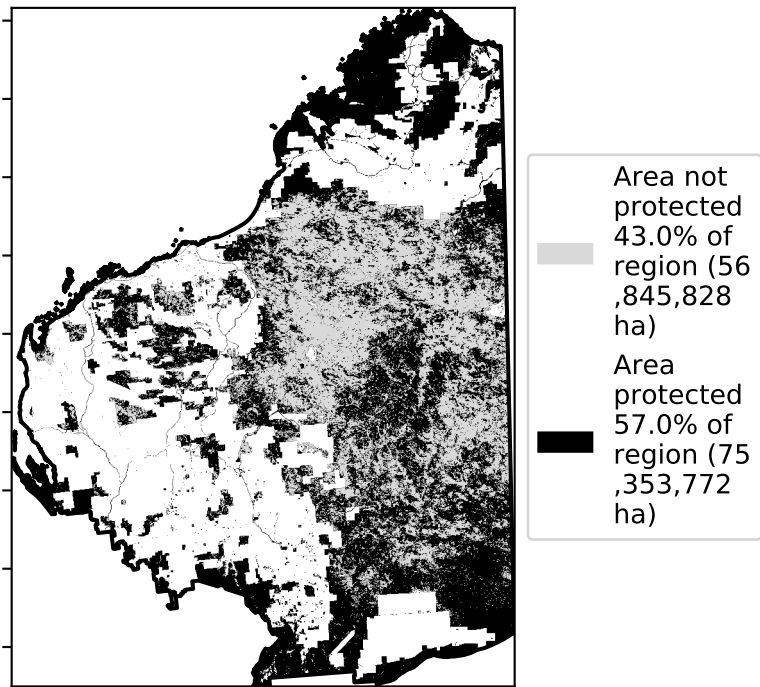 Area not
protected
43.0% of
region (56
,845,828
ha)
Area
protected
57.0% of
region (75
,353,772
ha)